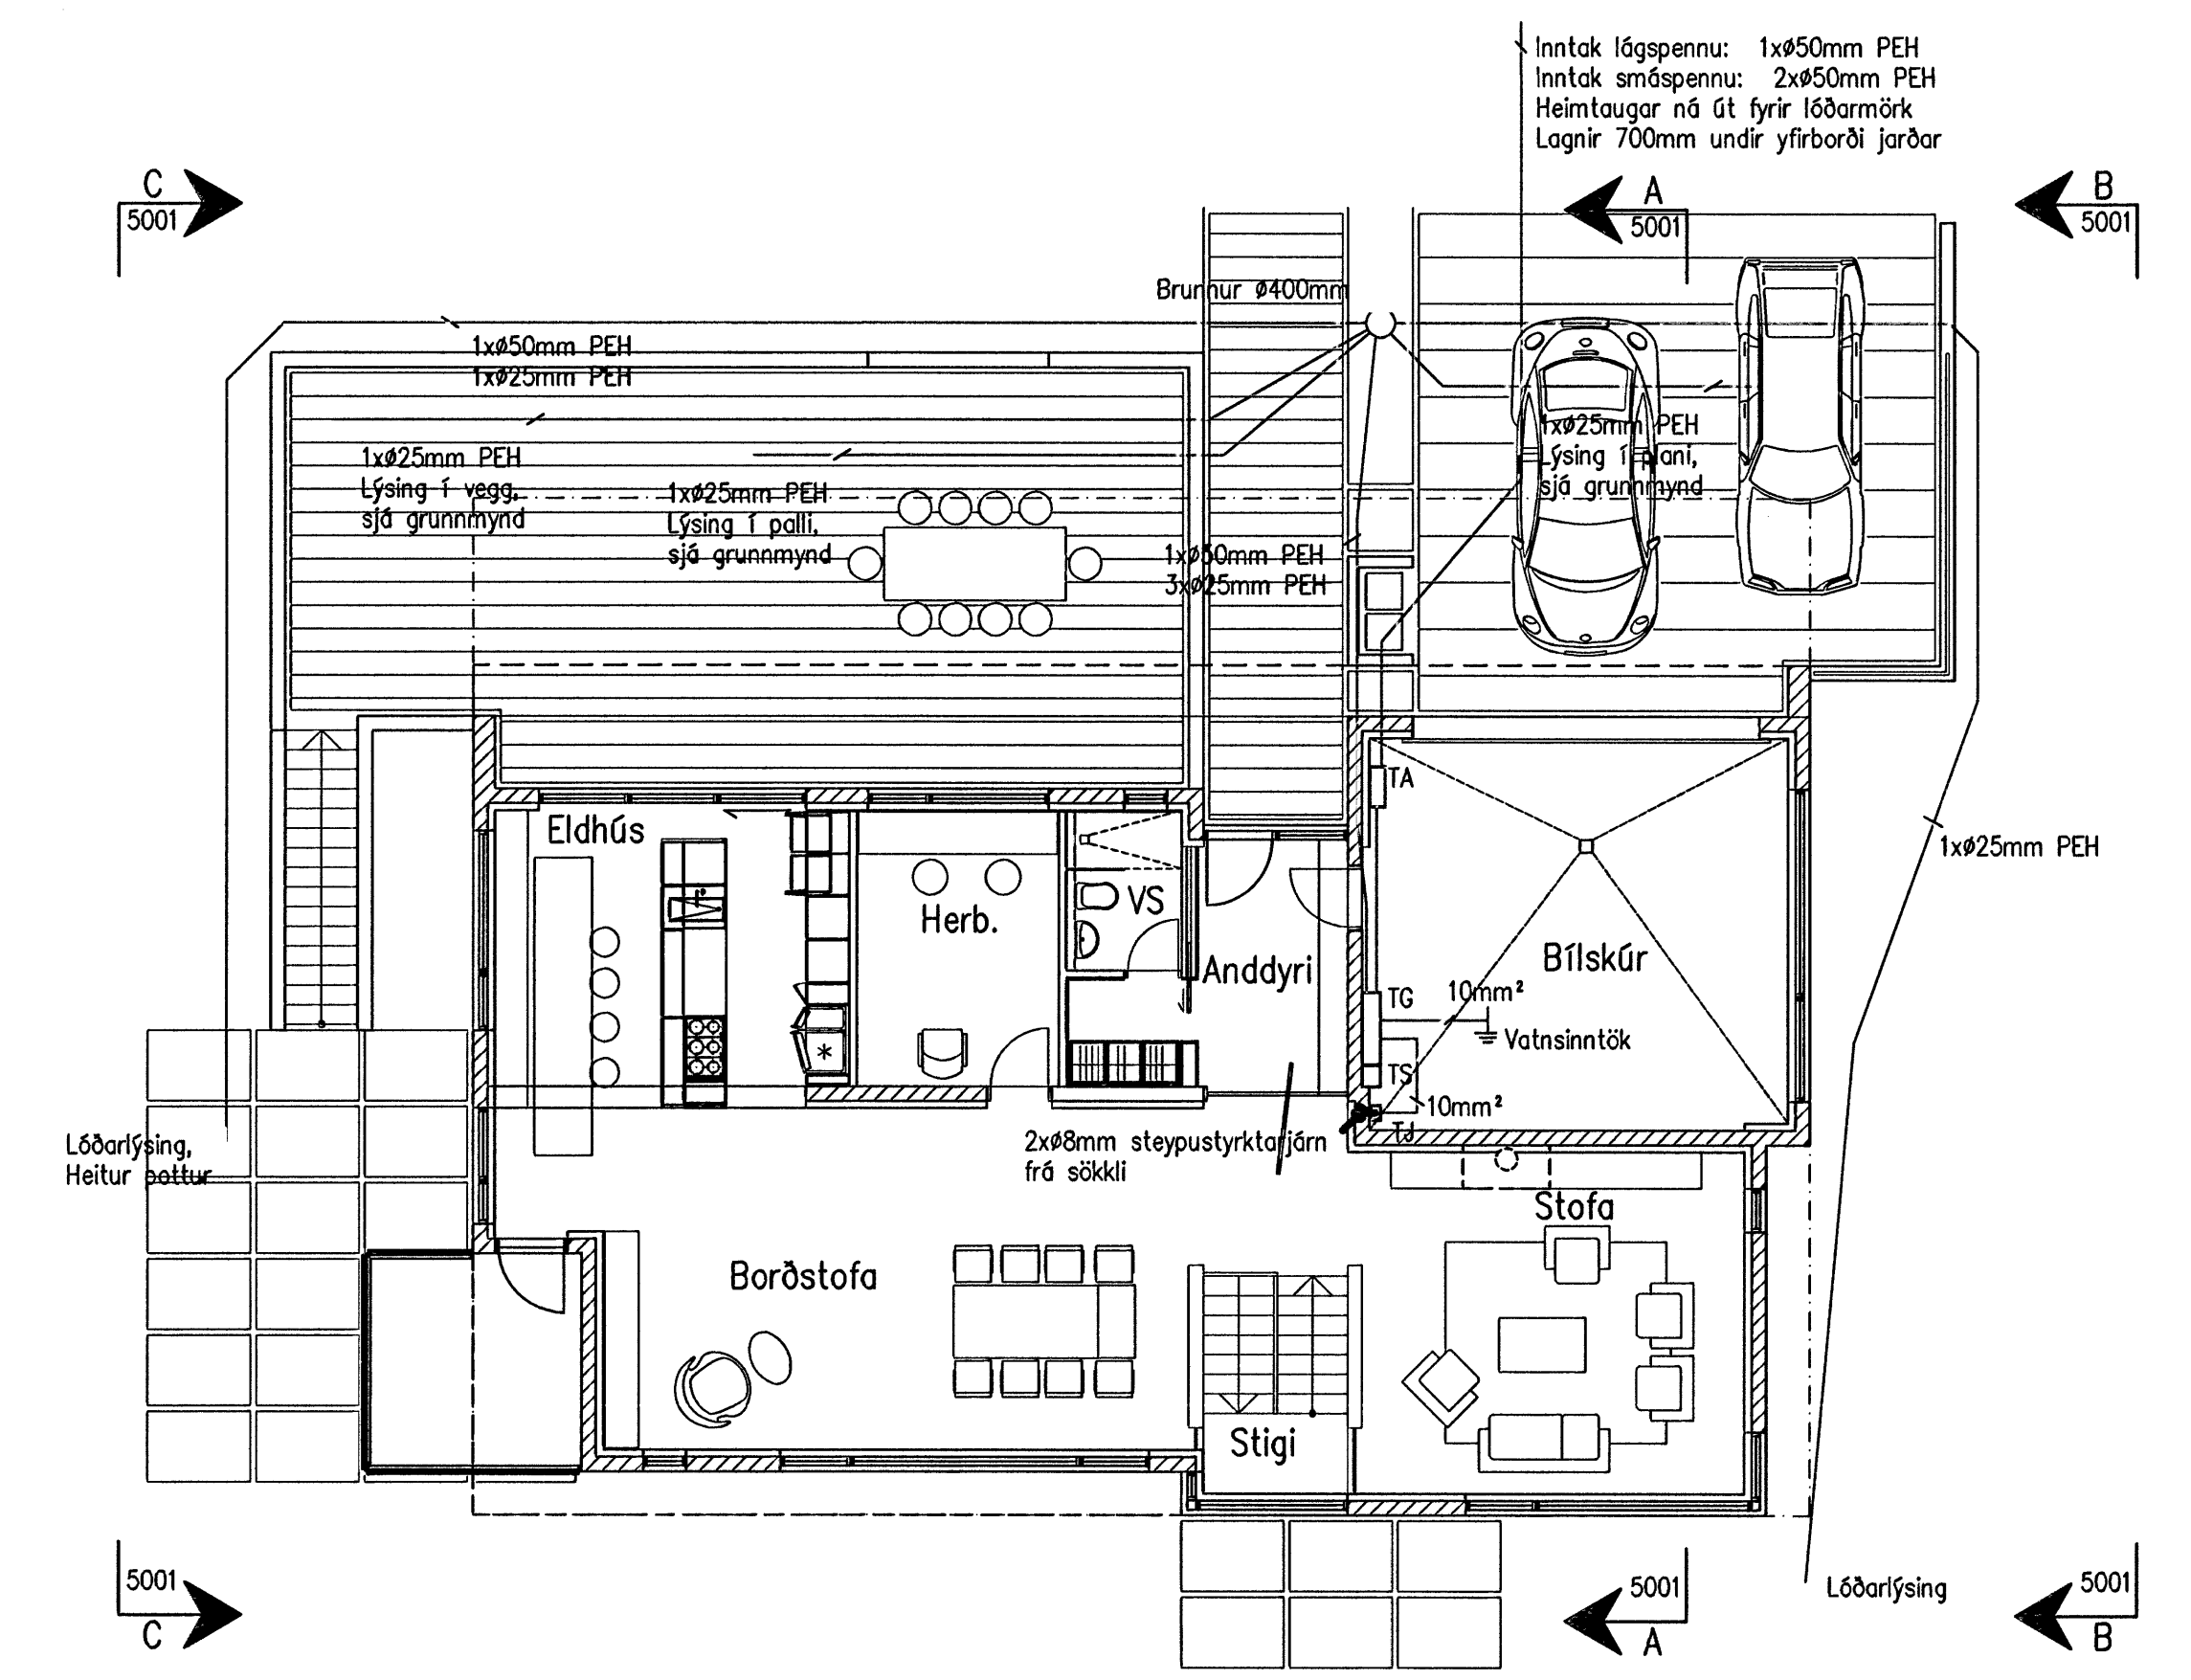 Inntak lágspennu: 1xø50mm PEH
Inntak smáspennu: 2xø50mm PEH
Heimtaugar ná út fyrir lóðarmörk
Lagnir 700mm undir yfirborði jarðar
C
5001
A
5001
B
5001
Brunnur ø400mm
1xø50mm PEH
1xø25mm PEH
1xø25mm PEH
Lýsing í vegg,
sjá grunnmynd
1xø25mm PEH
Lýsing í palli,
sjá grunnmynd
1xø25mm PEH
Lýsing í plani,
sjá grunnmynd
1xø50mm PEH
3xø25mm PEH
TA
Eldhús
Herb.
VS
Anddyri
Bílskúr
1xø25mm PEH
TG
10mm²
Vatnsinntök
TS
10mm²
TJ
2xø8mm steypustyrktarjárn
frá sökkli
Lóðarlýsing,
Heitur pottur
Stofa
Borðstofa
Stigi
5001
C
5001
A
Lóðarlýsing
5001
B